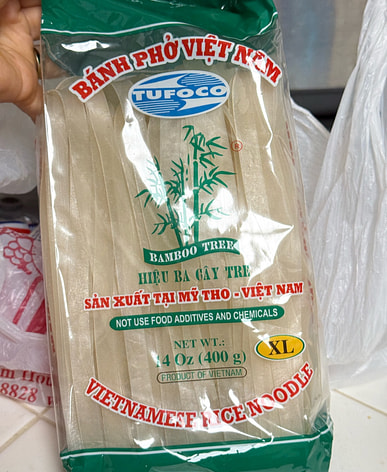 BÁNH PHỞ VIỆT NAM
TUFOCO
®
BAMBOO TREE
HIỆU BA CÂY TRE
SẢN XUẤT TẠI MỸ THO - VIỆT NAM
NOT USE FOOD ADDITIVES AND CHEMICALS
NET WT.:
14 Oz (400 g)
XL
PRODUCT OF VIETNAM
VIETNAMESE RICE NOODLE
8828